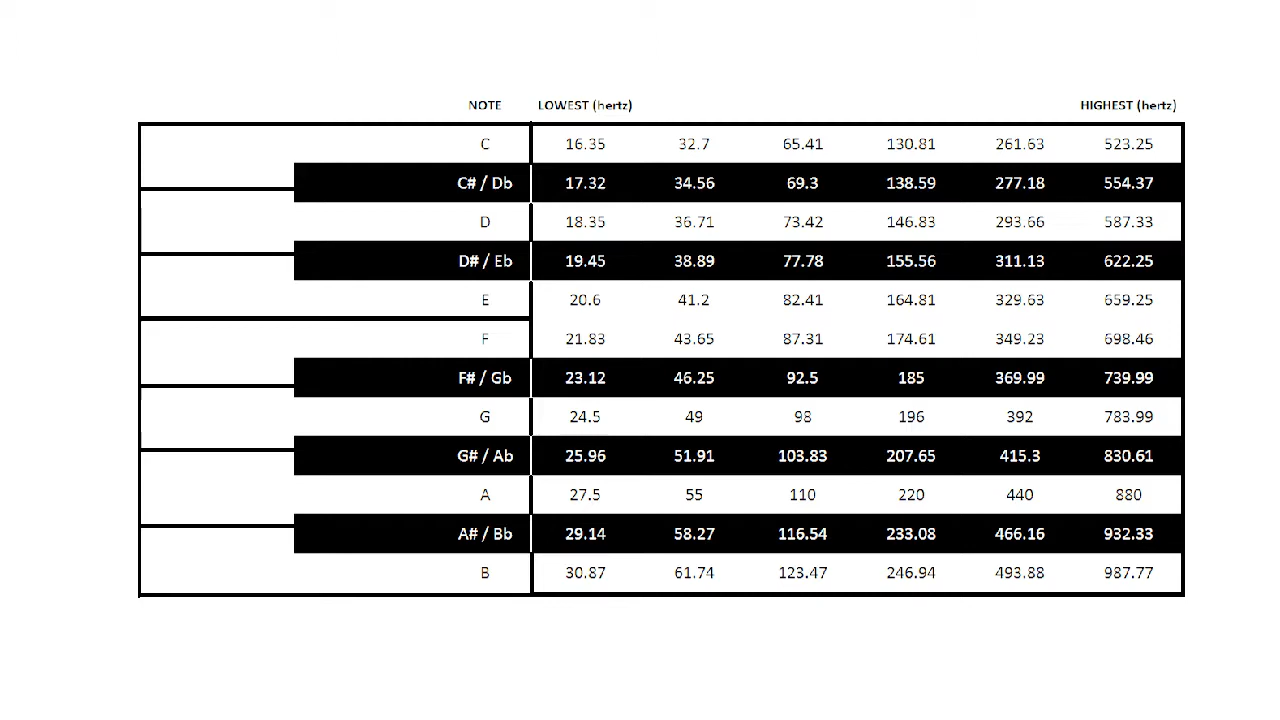 NOTE LOWEST (hertz) HIGHEST (hertz)
C 16.35 32.7 65.41 130.81 261.63 523.25
C# / Db 17.32 34.56 69.3 138.59 277.18 554.37
D 18.35 36.71 73.42 146.83 293.66 587.33
D# / Eb 19.45 38.89 77.78 155.56 311.13 622.25
E 20.6 41.2 82.41 164.81 329.63 659.25
F 21.83 43.65 87.31 174.61 349.23 698.46
F# / Gb 23.12 46.25 92.5 185 369.99 739.99
G 24.5 49 98 196 392 783.99
G# / Ab 25.96 51.91 103.83 207.65 415.3 830.61
A 27.5 55 110 220 440 880
A# / Bb 29.14 58.27 116.54 233.08 466.16 932.33
B 30.87 61.74 123.47 246.94 493.88 987.77